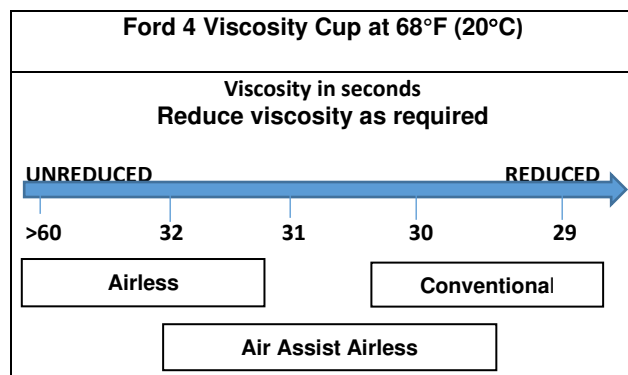 Ford 4 Viscosity Cup at 68°F (20°C)
Viscosity in seconds
Reduce viscosity as required
UNREDUCED REDUCED
>60 32 31 30 29
Airless Conventional
Air Assist Airless